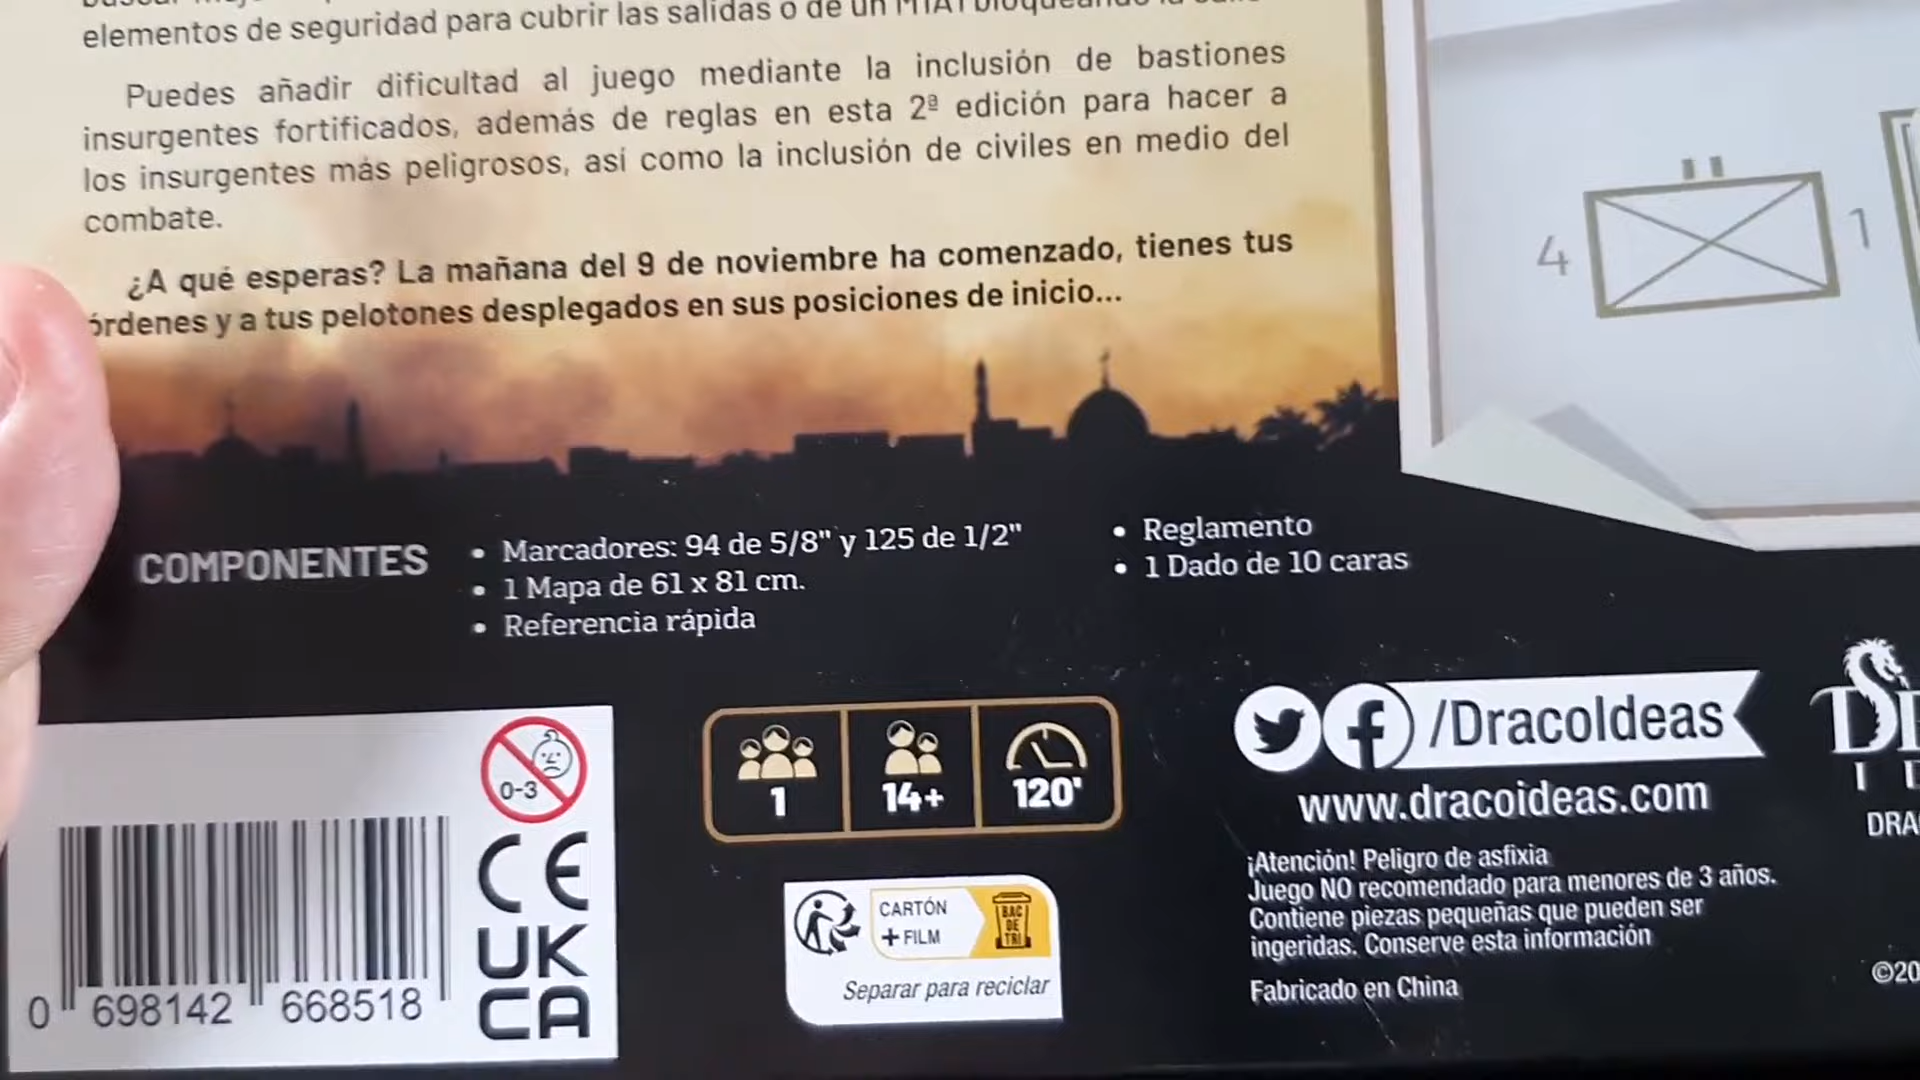 elementos de seguridad para cubrir las salidas o de un
Puedes añadir dificultad al juego mediante la inclusión de bastiones
insurgentes fortificados, además de reglas en esta 2ª edición para hacer a
los insurgentes más peligrosos, así como la inclusión de civiles en medio del
combate.
¿A qué esperas? La mañana del 9 de noviembre ha comenzado, tienes tus
órdenes y a tus pelotones desplegados en sus posiciones de inicio...
4
1
COMPONENTES
• Marcadores: 94 de 5/8" y 125 de 1/2"
• 1 Mapa de 61 x 81 cm.
• Referencia rápida
• Reglamento
• 1 Dado de 10 caras
0-3
CE
UK
CA
0 698142 668518
1
14+
120'
CARTÓN
+ FILM
BAC
DE
TRI
Separar para reciclar
/DracoIdeas
www.dracoideas.com
¡Atención! Peligro de asfixia
Juego NO recomendado para menores de 3 años.
Contiene piezas pequeñas que pueden ser
ingeridas. Conserve esta información
Fabricado en China
DRA
©20